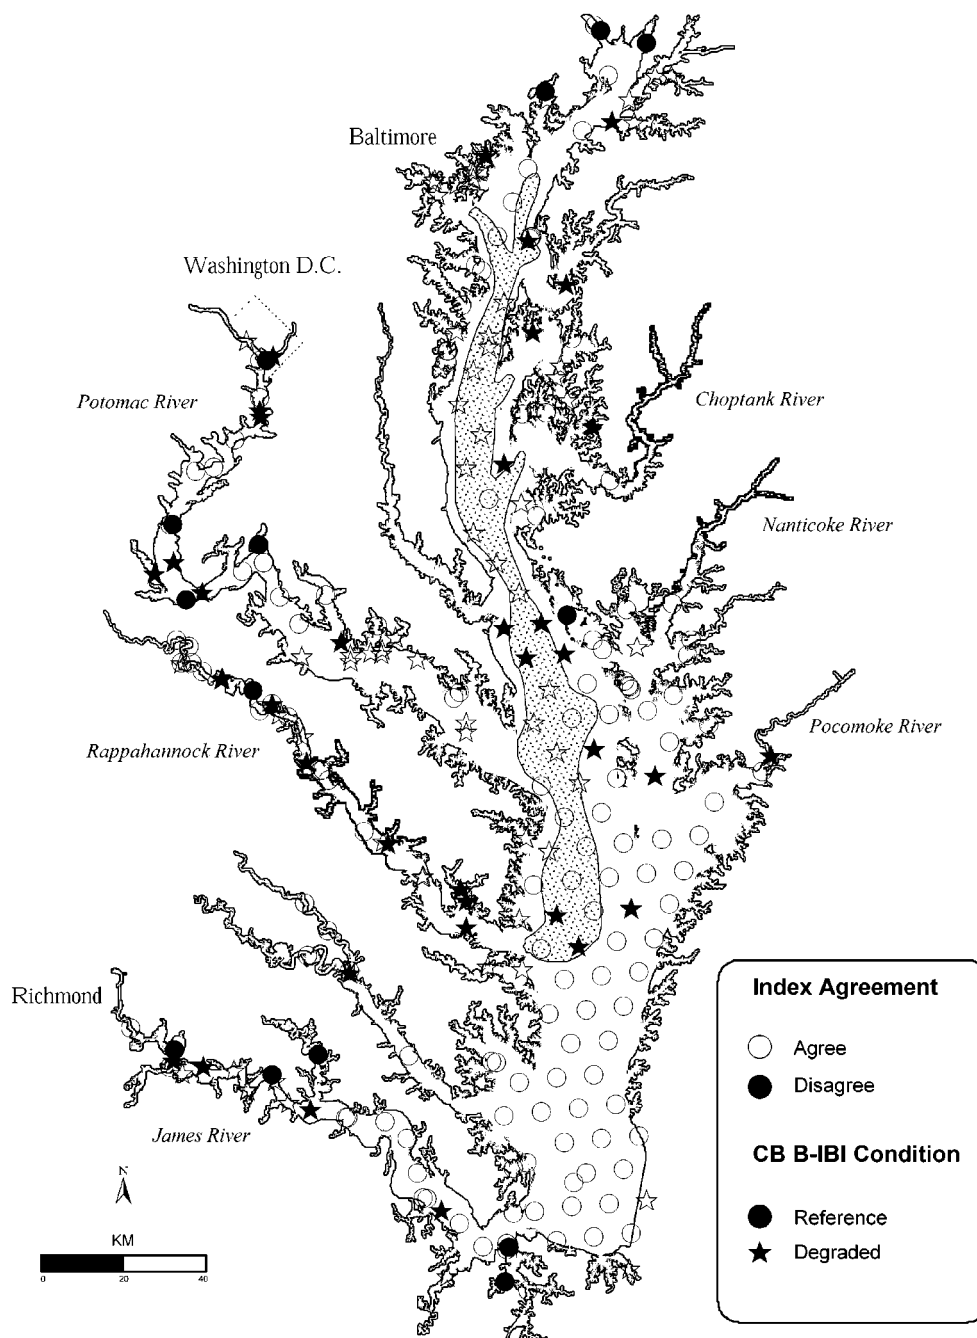 Baltimore
Washington D.C.
Potomac River
Choptank River
Nanticoke River
Pocomoke River
Rappahannock River
Richmond
James River
N
KM
0 20 40
Index Agreement
Agree
Disagree
CB B-IBI Condition
Reference
Degraded